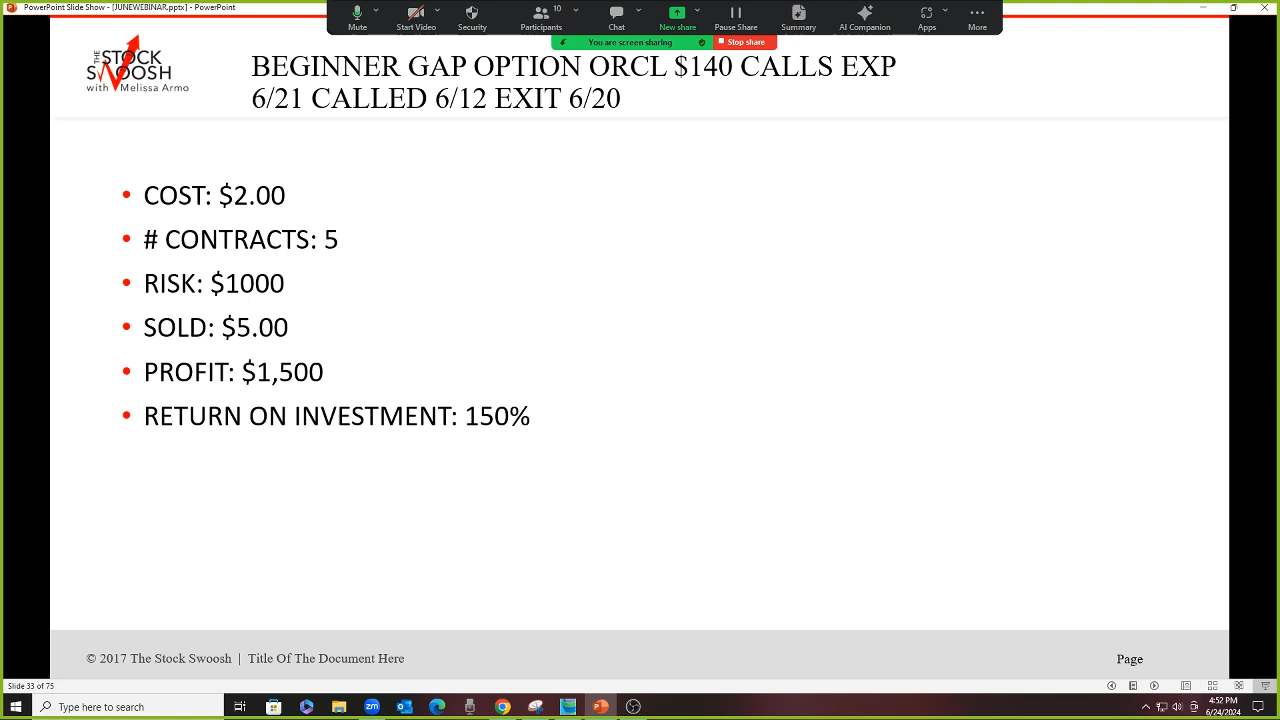 PowerPoint Slide Show - [JUNEWEBINAR.pptx] - PowerPoint
Mute
Start Video
Security
10
Participants
Chat
New share
Pause Share
Summary
AI Companion
Apps
More
You are screen sharing
Stop share
THE STOCK
SWOOSH
with Melissa Armo
BEGINNER GAP OPTION ORCL $140 CALLS EXP
6/21 CALLED 6/12 EXIT 6/20
• COST: $2.00
• # CONTRACTS: 5
• RISK: $1000
• SOLD: $5.00
• PROFIT: $1,500
• RETURN ON INVESTMENT: 150%
© 2017 The Stock Swoosh | Title Of The Document Here
Page
Slide 33 of 75
Type here to search
zm
4:52 PM
6/24/2024